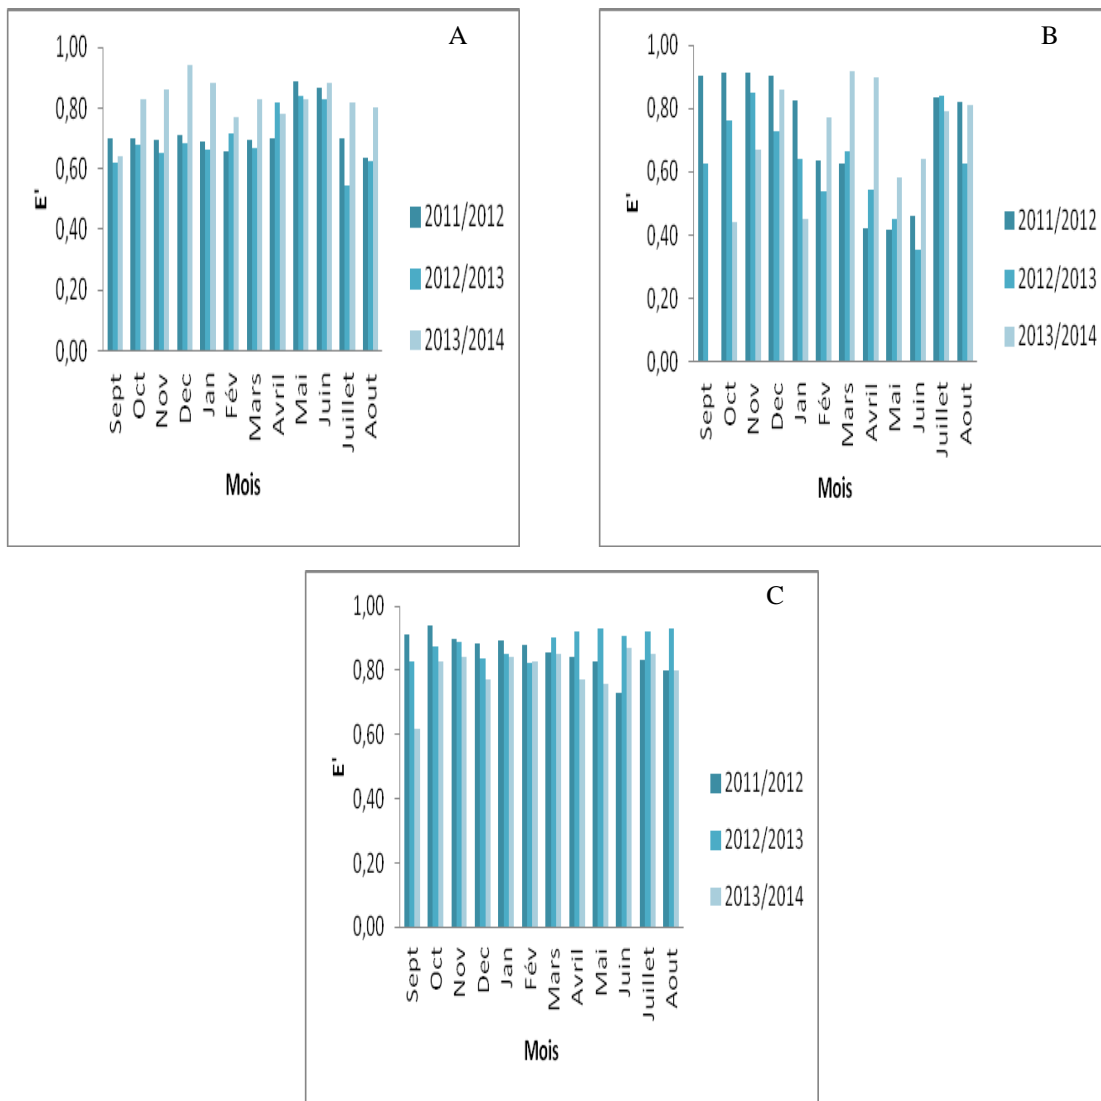 A
1,00
0,80
0,60
0,40
0,20
0,00
E'
Sept
Oct
Nov
Dec
Jan
Fév
Mars
Avril
Mai
Juin
Juillet
Aout
Mois
2011/2012
2012/2013
2013/2014
B
1,00
0,80
0,60
0,40
0,20
0,00
E'
Sept
Oct
Nov
Dec
Jan
Fév
Mars
Avril
Mai
Juin
Juillet
Aout
Mois
2011/2012
2012/2013
2013/2014
C
1,00
0,80
0,60
0,40
0,20
0,00
E'
Sept
Oct
Nov
Dec
Jan
Fév
Mars
Avril
Mai
Juin
Juillet
Aout
Mois
2011/2012
2012/2013
2013/2014